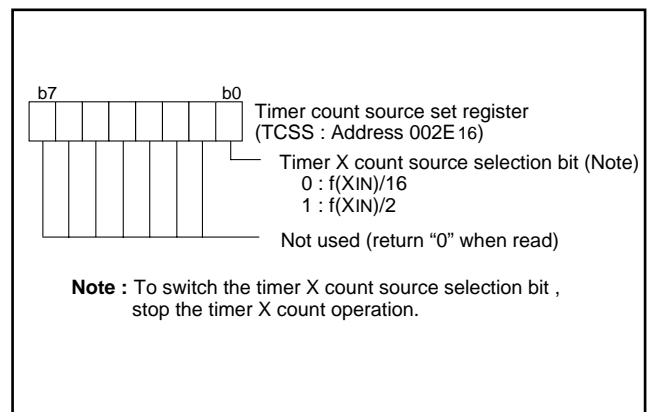 b7 b0
Timer count source set register
(TCSS : Address 002E16)
Timer X count source selection bit (Note)
0 : f(XIN)/16
1 : f(XIN)/2
Not used (return “0” when read)
Note : To switch the timer X count source selection bit ,
stop the timer X count operation.